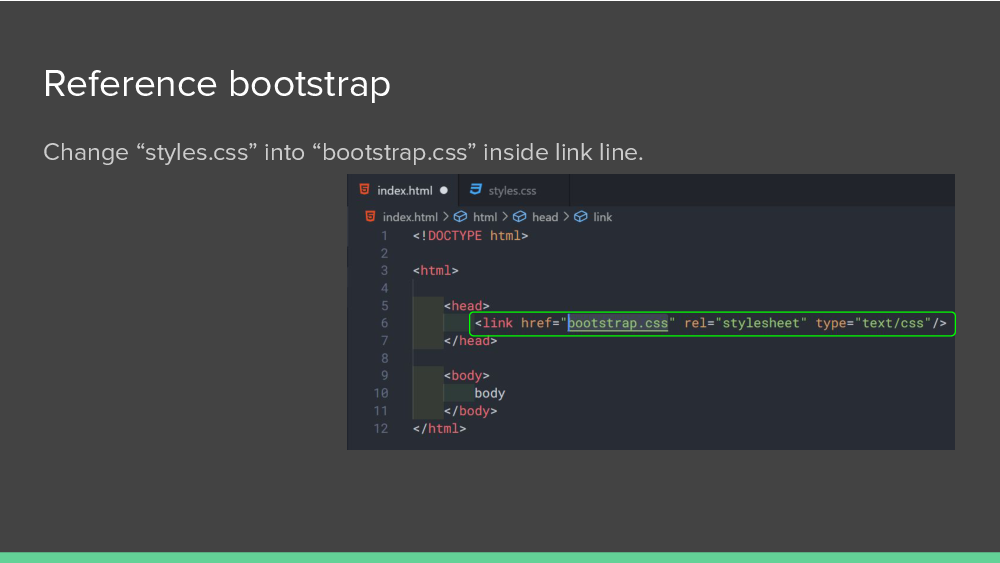 Reference bootstrap
Change “styles.css” into “bootstrap.css” inside link line.
index.html ● styles.css
index.html > html > head > link
1 <!DOCTYPE html>
2
3 <html>
4
5 <head>
6 <link href="bootstrap.css" rel="stylesheet" type="text/css"/>
7 </head>
8
9 <body>
10 body
11 </body>
12 </html>